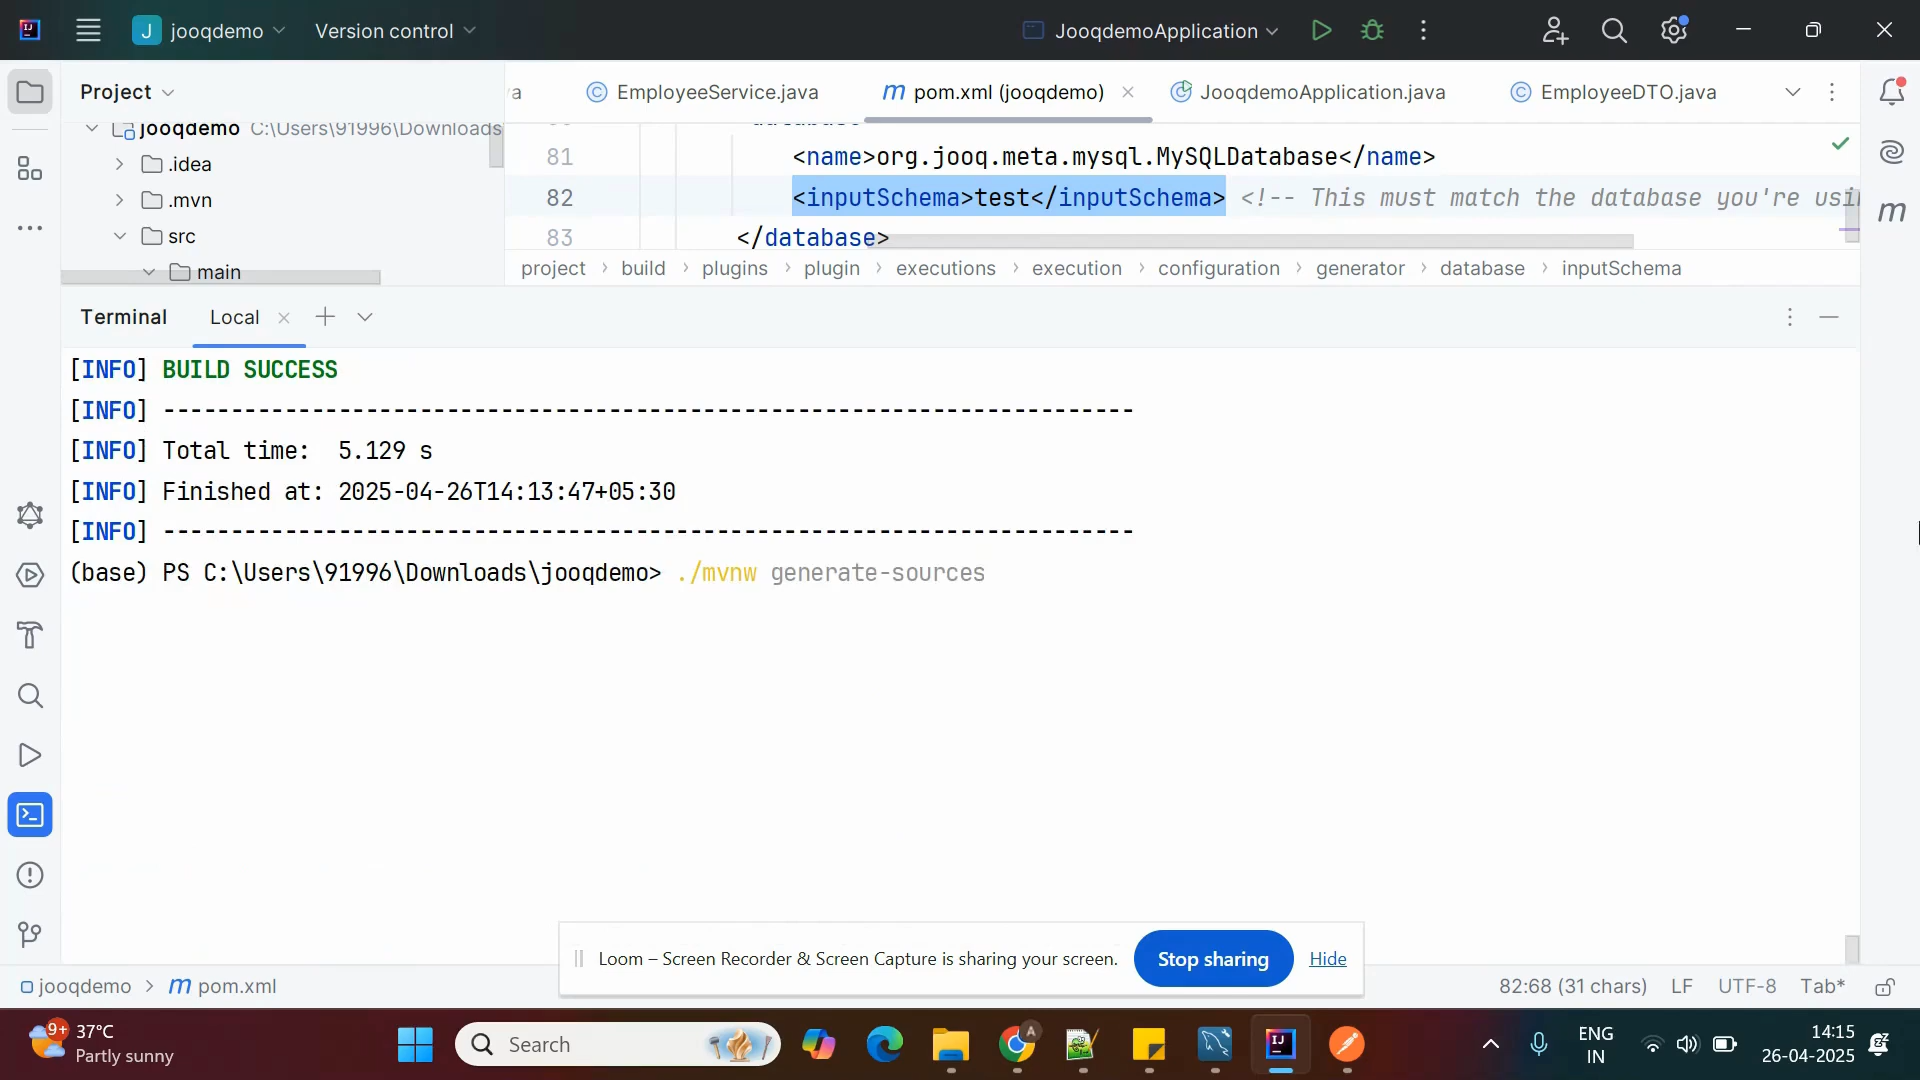 J jooqdemo Version control JooqdemoApplication
Project
EmployeeService.java m pom.xml (jooqdemo) JooqdemoApplication.java EmployeeDTO.java
jooqdemo C:\Users\91996\Downloads
.idea
.mvn
src
main
81 <name>org.jooq.meta.mysql.MySQLDatabase</name>
82 <inputSchema>test</inputSchema> <!-- This must match the database you're usi
83 </database>
project › build › plugins › plugin › executions › execution › configuration › generator › database › inputSchema
Terminal Local
[INFO] BUILD SUCCESS
[INFO] ------------------------------------------------------------------------
[INFO] Total time:  5.129 s
[INFO] Finished at: 2025-04-26T14:13:47+05:30
[INFO] ------------------------------------------------------------------------
(base) PS C:\Users\91996\Downloads\jooqdemo> ./mvnw generate-sources
Loom – Screen Recorder & Screen Capture is sharing your screen. Stop sharing Hide
jooqdemo › m pom.xml 82:68 (31 chars) LF UTF-8 Tab*
9+ 37°C
Partly sunny
Search
ENG
IN
14:15
26-04-2025